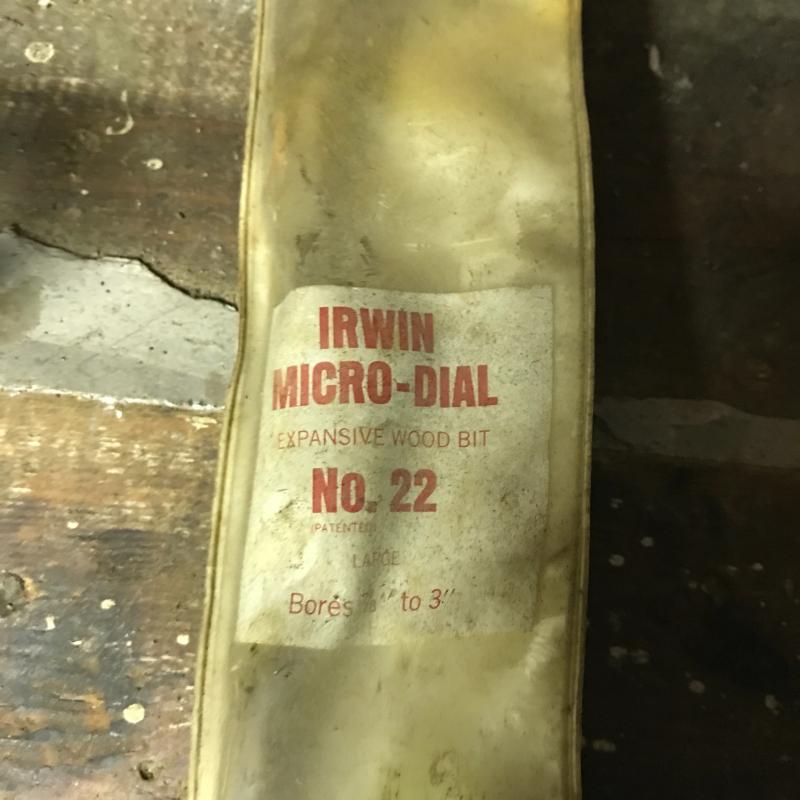 IRWIN
MICRO-DIAL
EXPANSIVE WOOD BIT
No. 22
(PATENTED)
LARGE
Bores to 3"